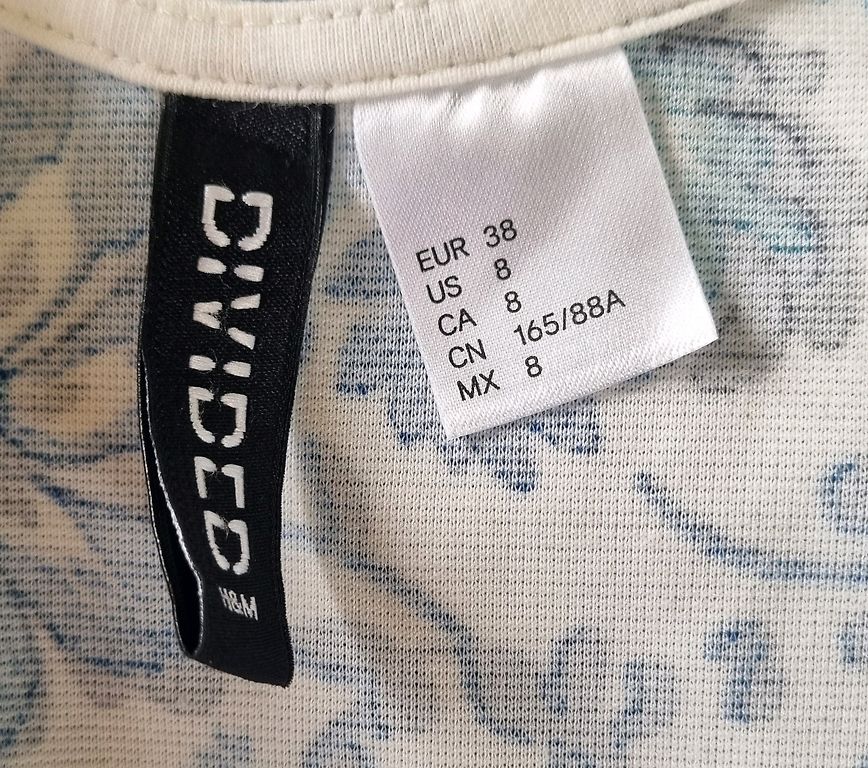 DIVIDED
H&M
EUR 38
US 8
CA 8
CN 165/88A
MX 8